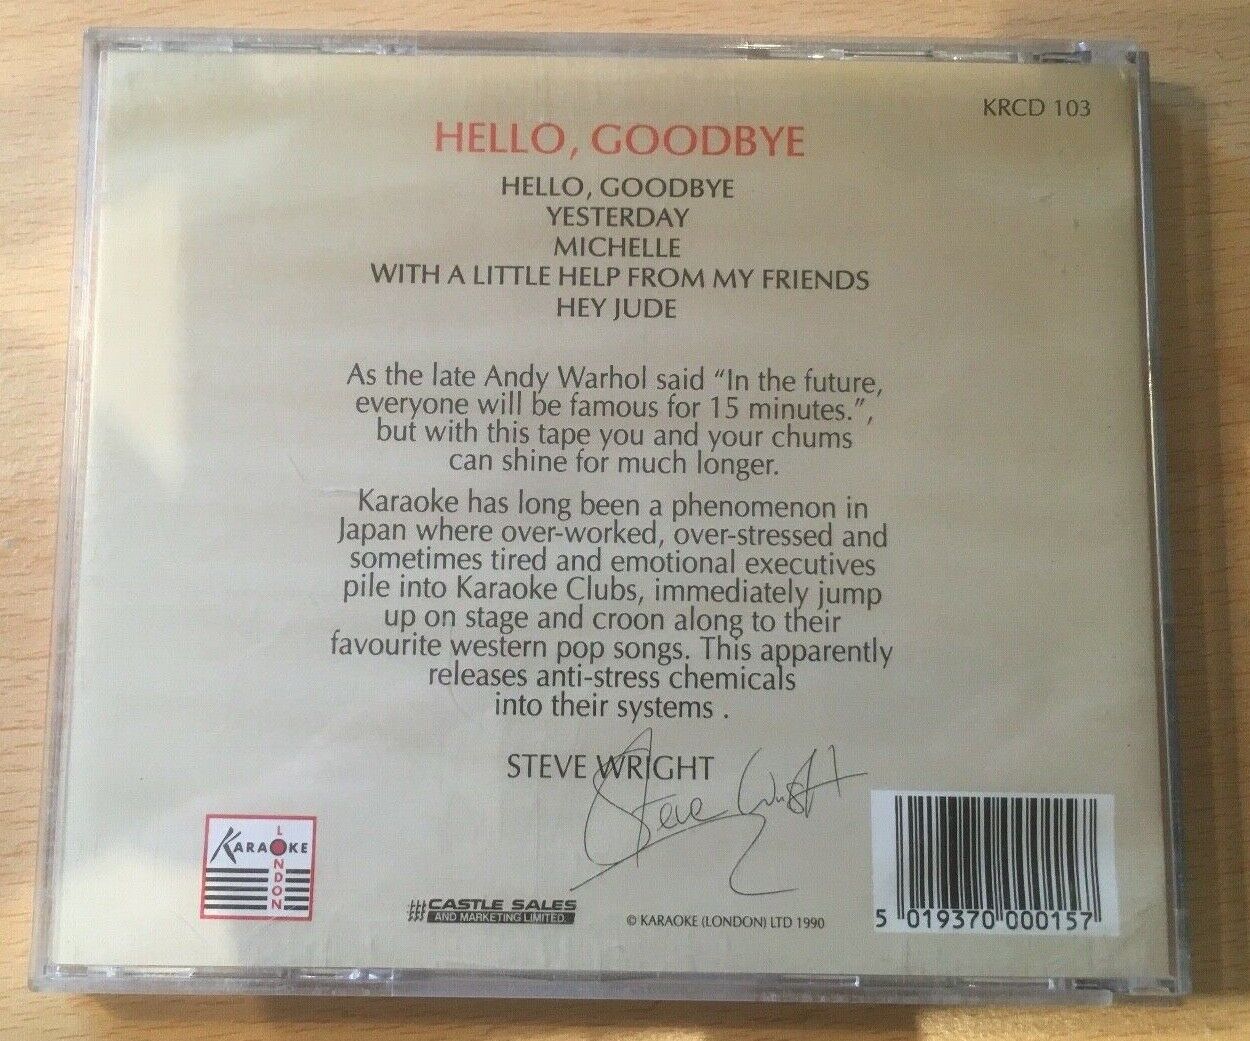 KRCD 103
HELLO, GOODBYE
HELLO, GOODBYE
YESTERDAY
MICHELLE
WITH A LITTLE HELP FROM MY FRIENDS
HEY JUDE
As the late Andy Warhol said “In the future,
everyone will be famous for 15 minutes.”,
but with this tape you and your chums
can shine for much longer.
Karaoke has long been a phenomenon in
Japan where over-worked, over-stressed and
sometimes tired and emotional executives
pile into Karaoke Clubs, immediately jump
up on stage and croon along to their
favourite western pop songs. This apparently
releases anti-stress chemicals
into their systems .
STEVE WRIGHT
Steve Wright
KARAOKE
LONDON
CASTLE SALES
AND MARKETING LIMITED.
© KARAOKE (LONDON) LTD 1990
5 019370 000157